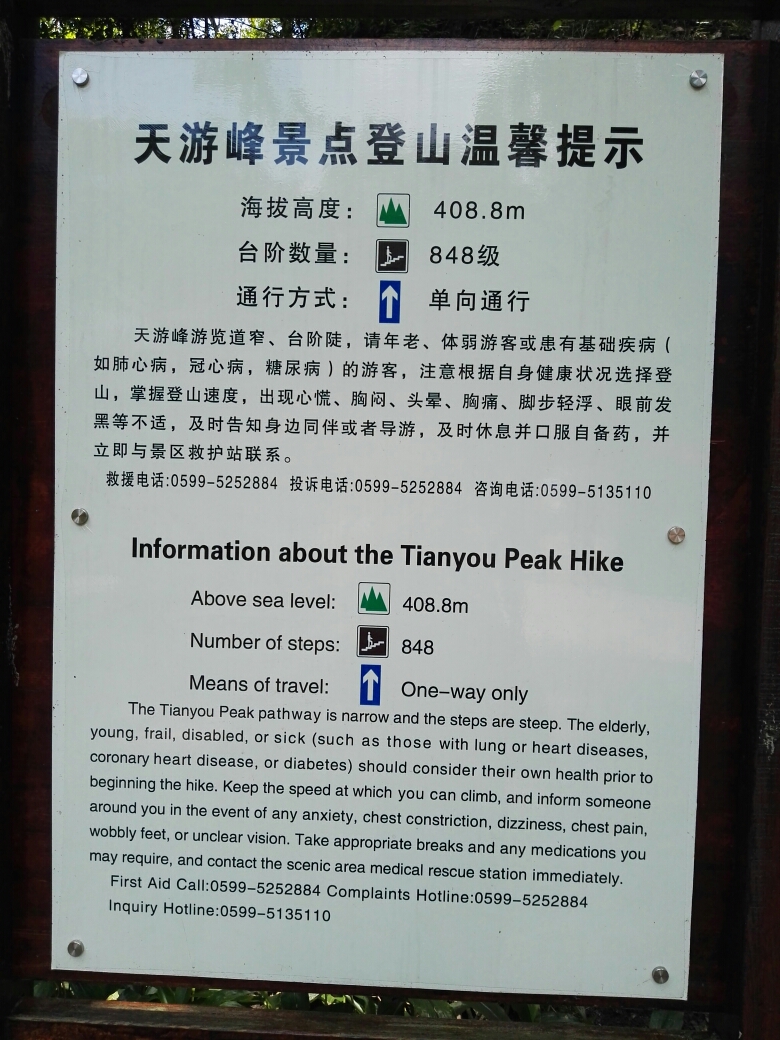 天游峰景点登山温馨提示
海拔高度： 408.8m
台阶数量： 848级
通行方式： 单向通行
天游峰游览道窄、台阶陡，请年老、体弱游客或患有基础疾病（
如肺心病，冠心病，糖尿病）的游客，注意根据自身健康状况选择登
山，掌握登山速度，出现心慌、胸闷、头晕、胸痛、脚步轻浮、眼前发
黑等不适，及时告知身边同伴或者导游，及时休息并口服自备药，并
立即与景区救护站联系。
救援电话:0599-5252884 投诉电话:0599-5252884 咨询电话:0599-5135110
Information about the Tianyou Peak Hike
Above sea level: 408.8m
Number of steps: 848
Means of travel: One-way only
The Tianyou Peak pathway is narrow and the steps are steep. The elderly,
young, frail, disabled, or sick (such as those with lung or heart diseases,
coronary heart disease, or diabetes) should consider their own health prior to
beginning the hike. Keep the speed at which you can climb, and inform someone
around you in the event of any anxiety, chest constriction, dizziness, chest pain,
wobbly feet, or unclear vision. Take appropriate breaks and any medications you
may require, and contact the scenic area medical rescue station immediately.
First Aid Call:0599-5252884 Complaints Hotline:0599-5252884
Inquiry Hotline:0599-5135110